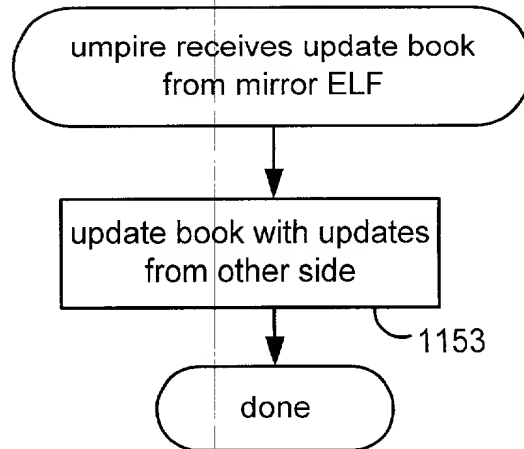 umpire receives update book
from mirror ELF
update book with updates
from other side
1153
done